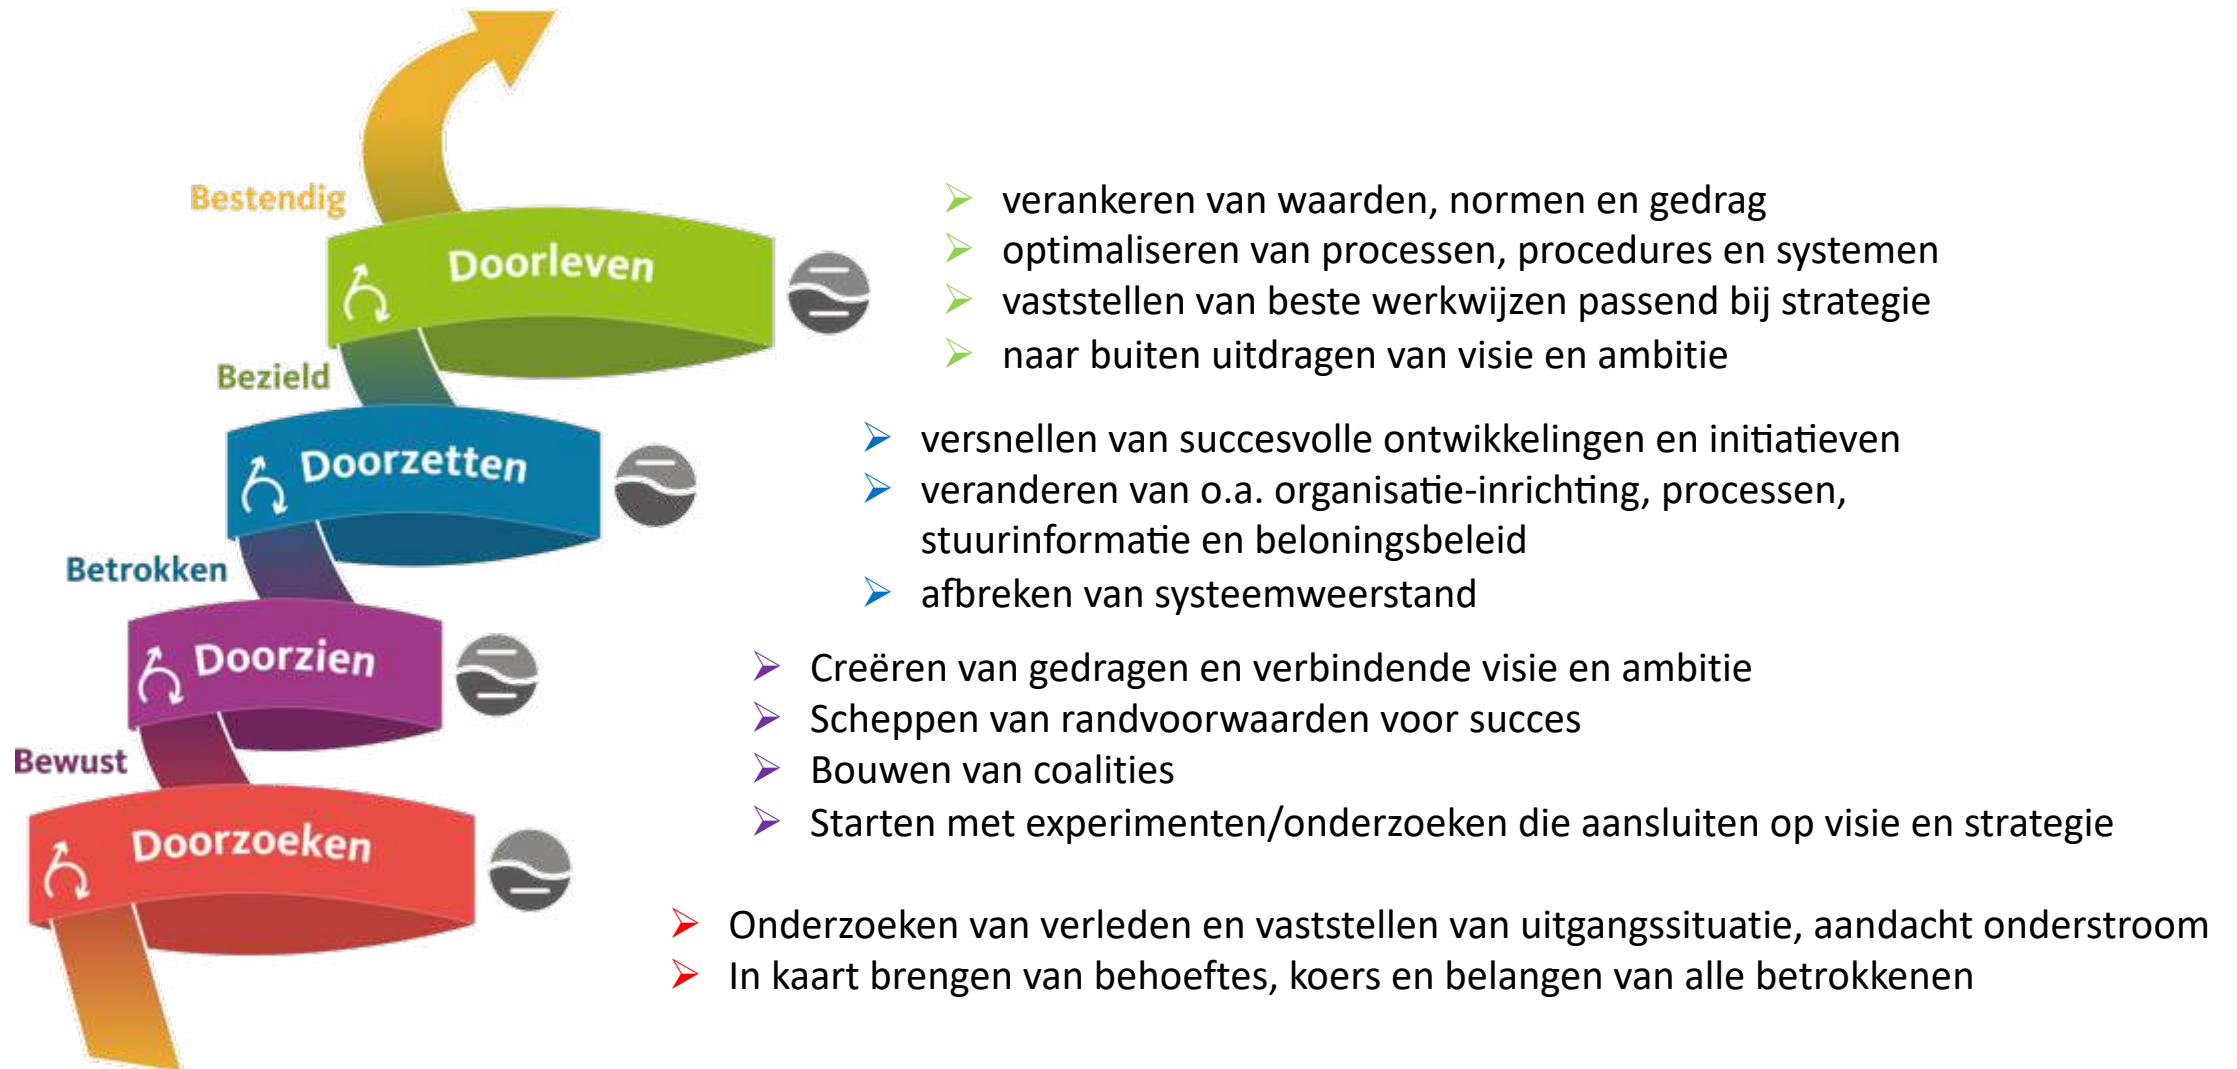 Bestendig
Doorleven
verankeren van waarden, normen en gedrag
optimaliseren van processen, procedures en systemen
vaststellen van beste werkwijzen passend bij strategie
naar buiten uitdragen van visie en ambitie
Bezield
Doorzetten
versnellen van succesvolle ontwikkelingen en initiatieven
veranderen van o.a. organisatie-inrichting, processen,
stuurinformatie en beloningsbeleid
afbreken van systeemweerstand
Betrokken
Doorzien
Creëren van gedragen en verbindende visie en ambitie
Scheppen van randvoorwaarden voor succes
Bouwen van coalities
Starten met experimenten/onderzoeken die aansluiten op visie en strategie
Bewust
Doorzoeken
Onderzoeken van verleden en vaststellen van uitgangssituatie, aandacht onderstroom
In kaart brengen van behoeftes, koers en belangen van alle betrokkenen